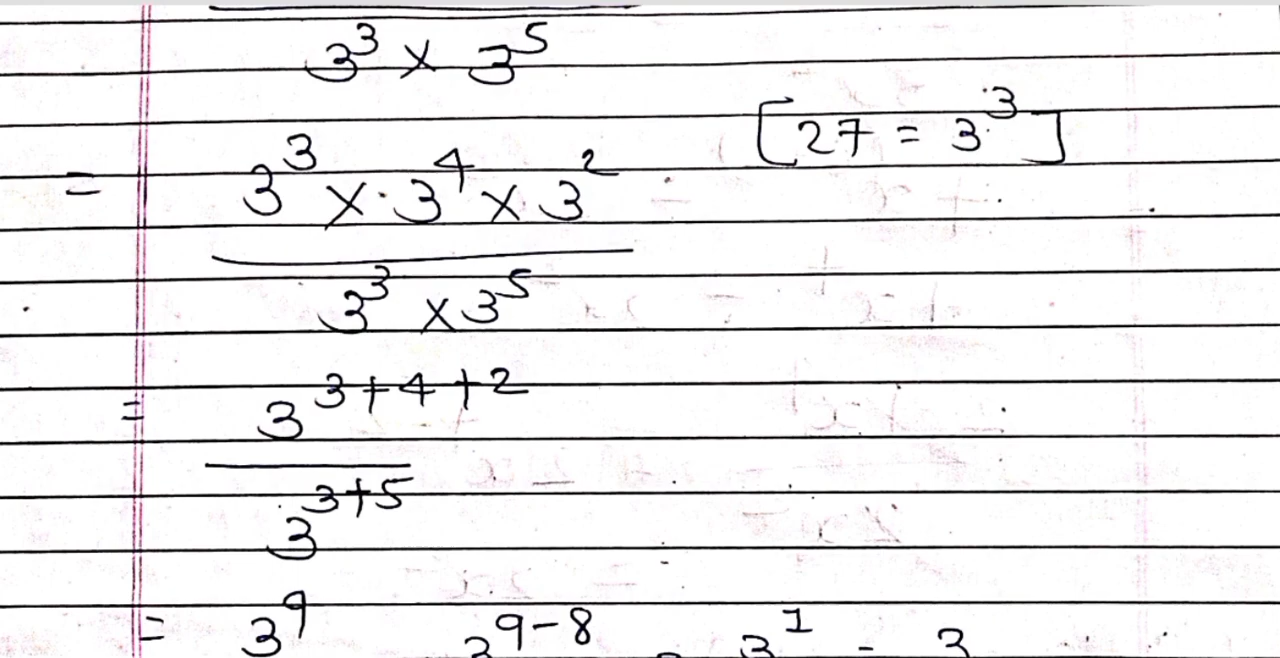 3³ × 3⁵
[27 = 3³]
= 3³ × 3⁴ × 3²
3³ × 3⁵
= 3³⁺⁴⁺²
3³⁺⁵
= 3⁹ 3⁹⁻⁸ = 3¹ = 3